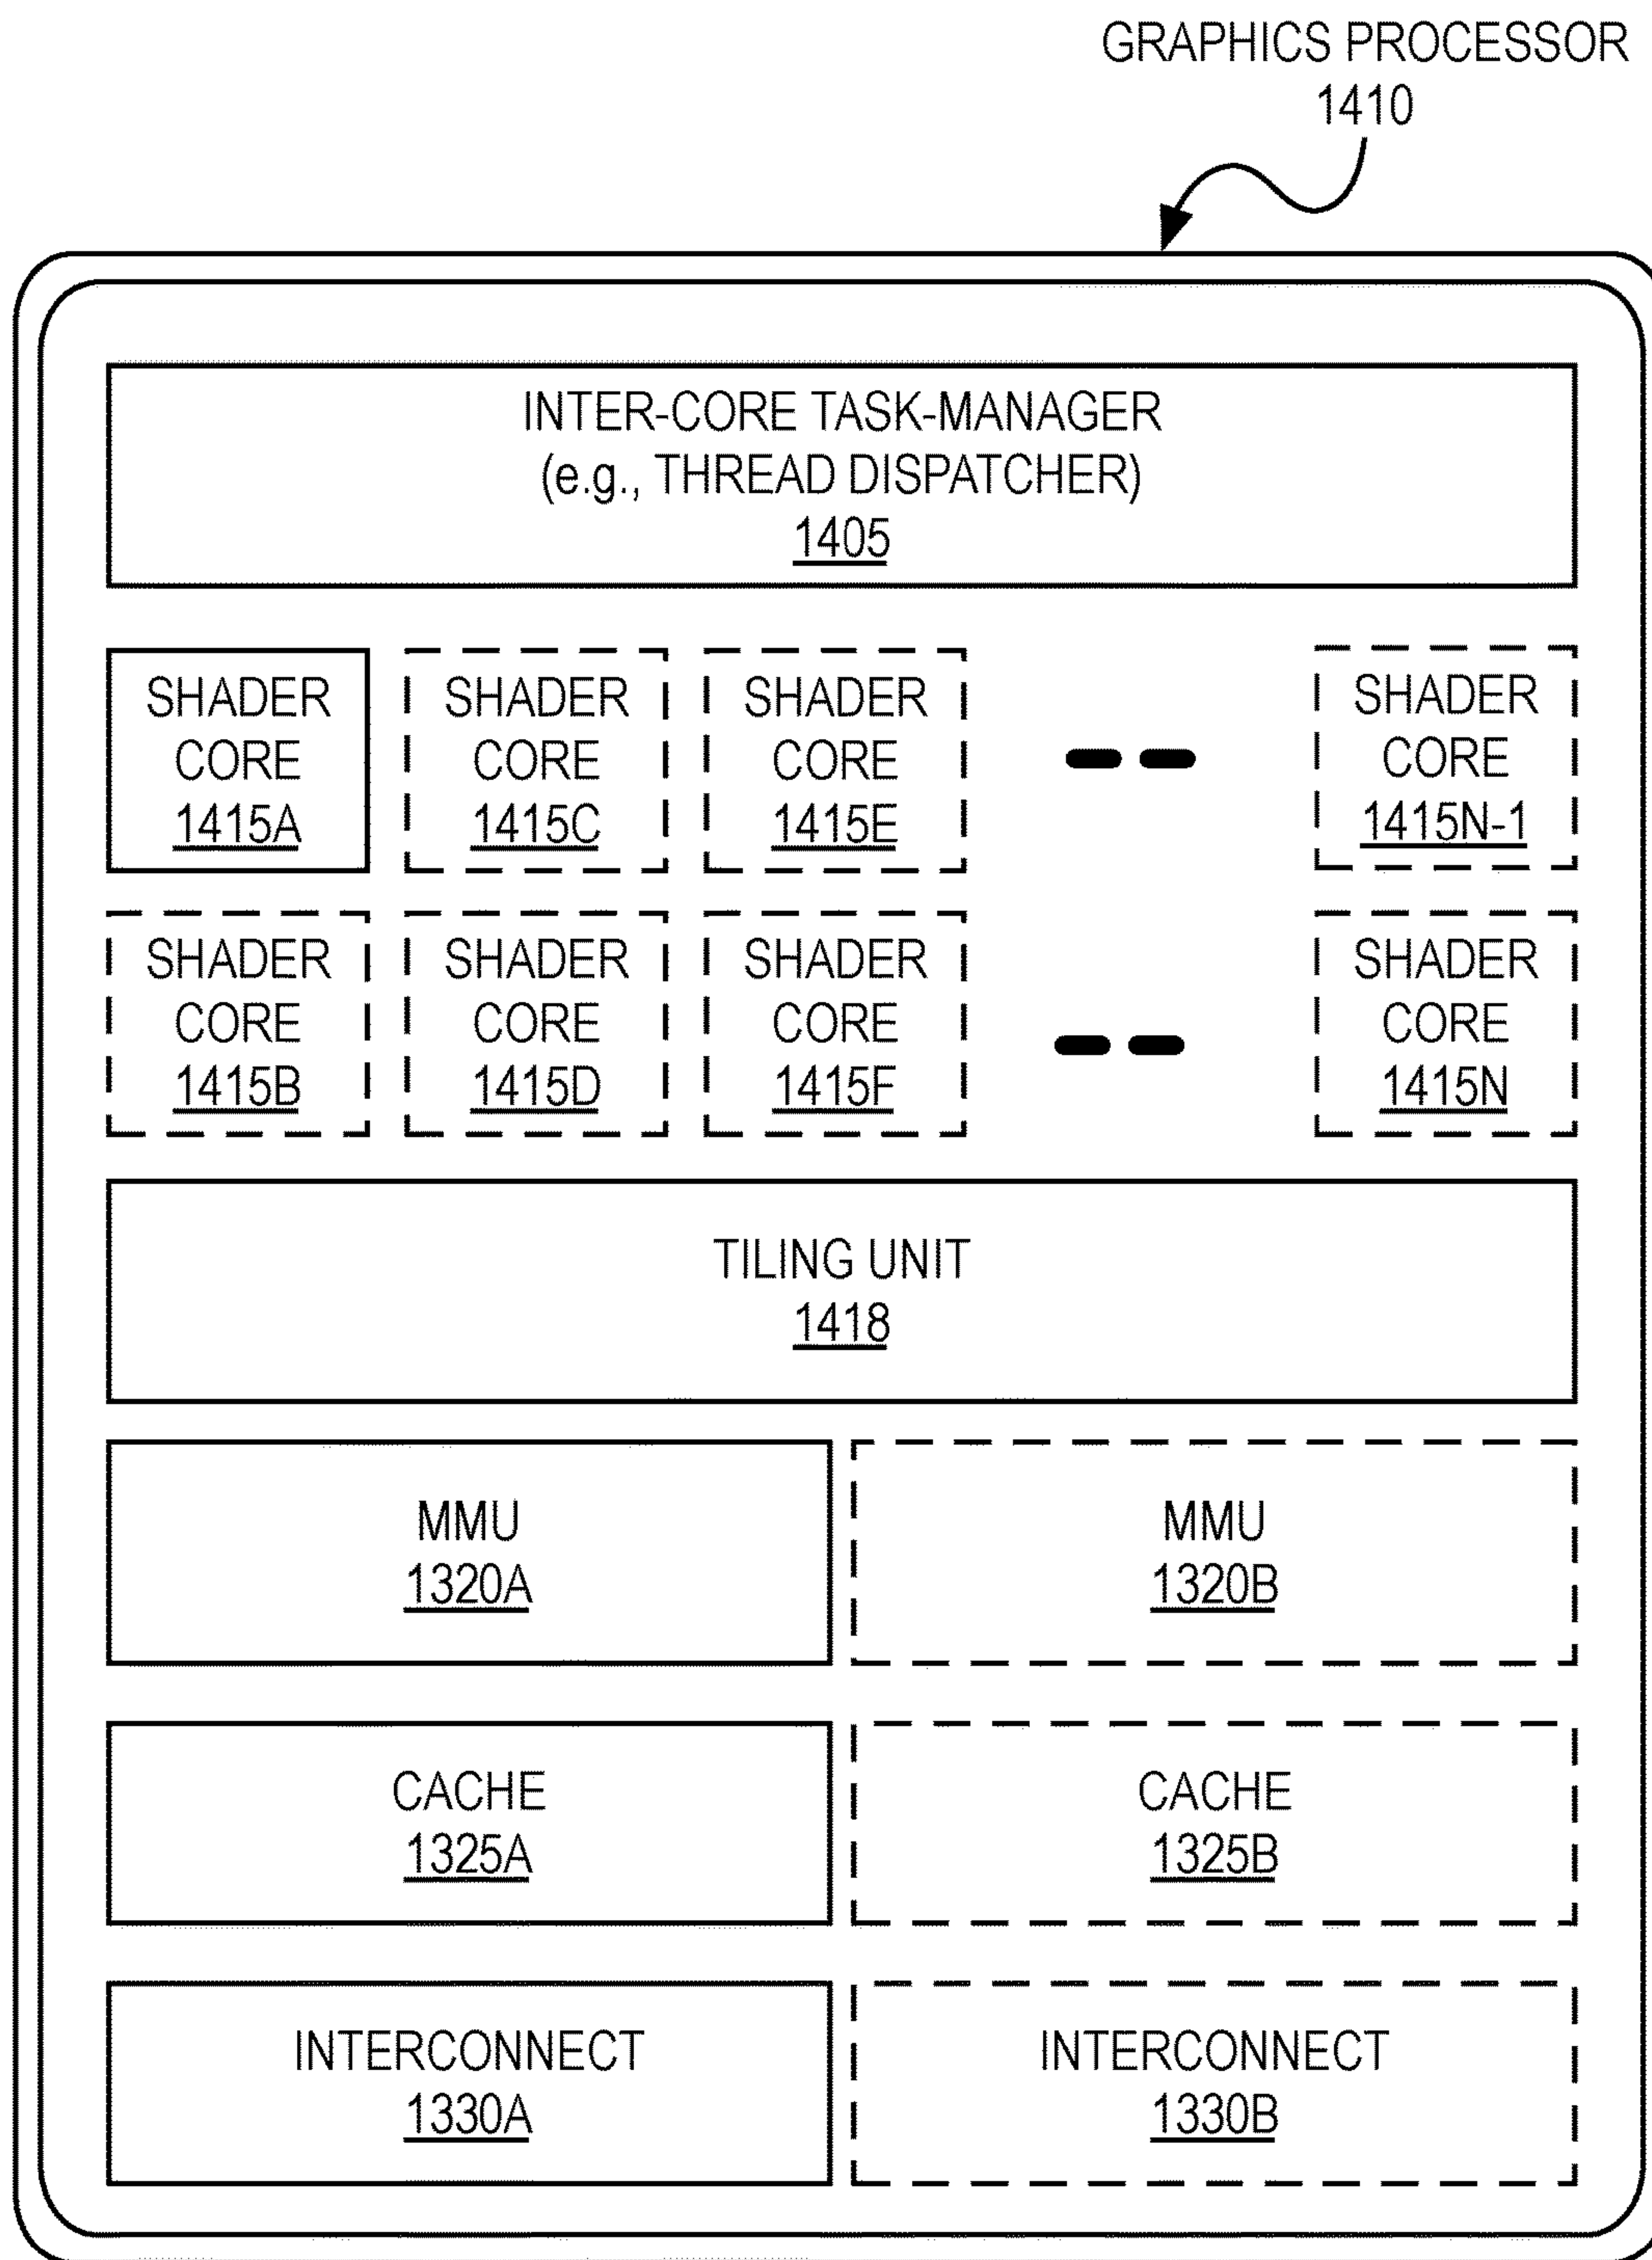 GRAPHICS PROCESSOR
1410
INTER-CORE TASK-MANAGER
(e.g., THREAD DISPATCHER)
1405
SHADER
CORE
1415A
SHADER
CORE
1415C
SHADER
CORE
1415E
SHADER
CORE
1415N-1
SHADER
CORE
1415B
SHADER
CORE
1415D
SHADER
CORE
1415F
SHADER
CORE
1415N
TILING UNIT
1418
MMU
1320A
MMU
1320B
CACHE
1325A
CACHE
1325B
INTERCONNECT
1330A
INTERCONNECT
1330B